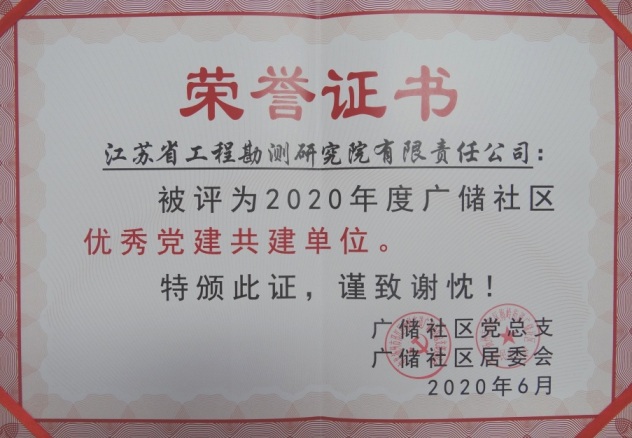 荣誉证书
江苏省工程勘测研究院有限责任公司：
被评为2020年度广储社区
优秀党建共建单位。
特颁此证，谨致谢忱！
广储社区党总支
广储社区居委会
2020年6月